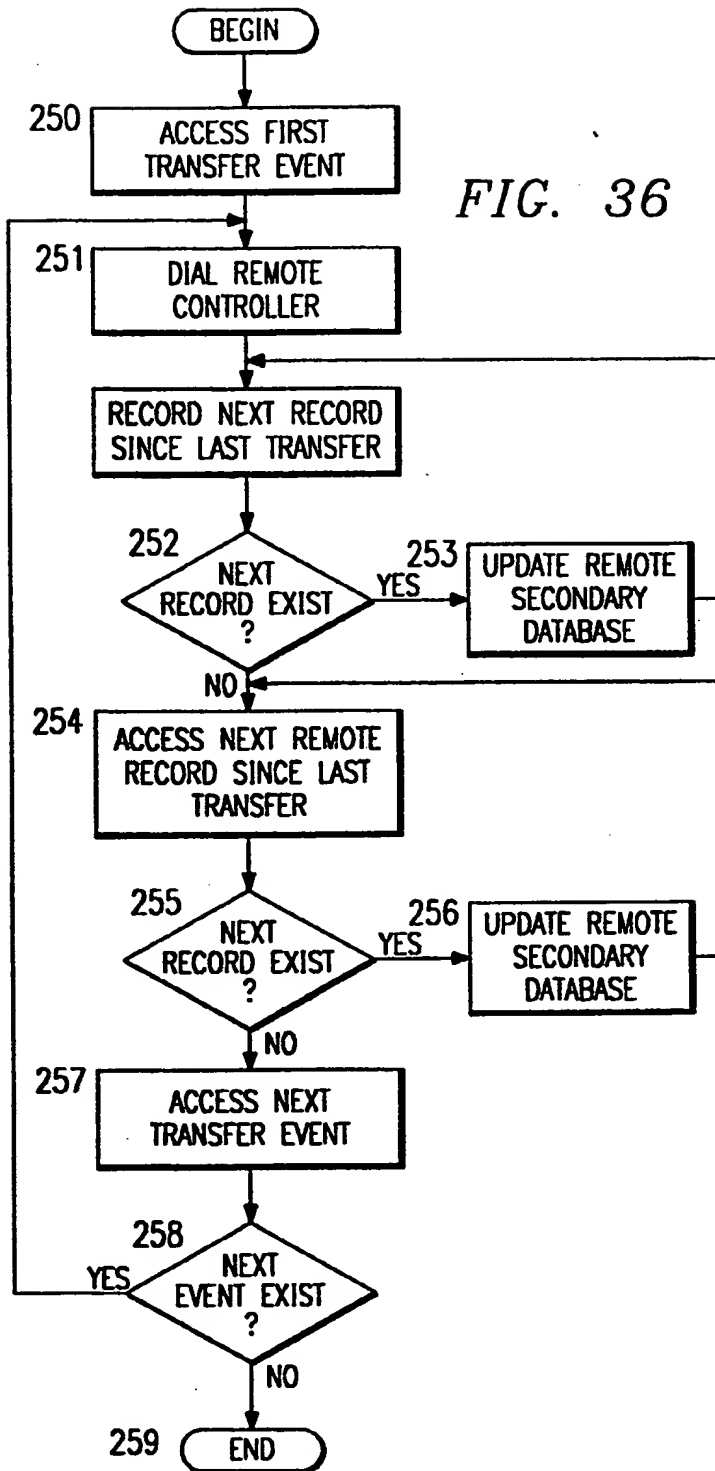 BEGIN
250
ACCESS FIRST
TRANSFER EVENT
FIG. 36
251
DIAL REMOTE
CONTROLLER
RECORD NEXT RECORD
SINCE LAST TRANSFER
252
NEXT
RECORD EXIST
?
YES
253
UPDATE REMOTE
SECONDARY
DATABASE
NO
254
ACCESS NEXT REMOTE
RECORD SINCE LAST
TRANSFER
255
NEXT
RECORD EXIST
?
YES
256
UPDATE REMOTE
SECONDARY
DATABASE
NO
257
ACCESS NEXT
TRANSFER EVENT
258
YES
NEXT
EVENT EXIST
?
NO
259
END